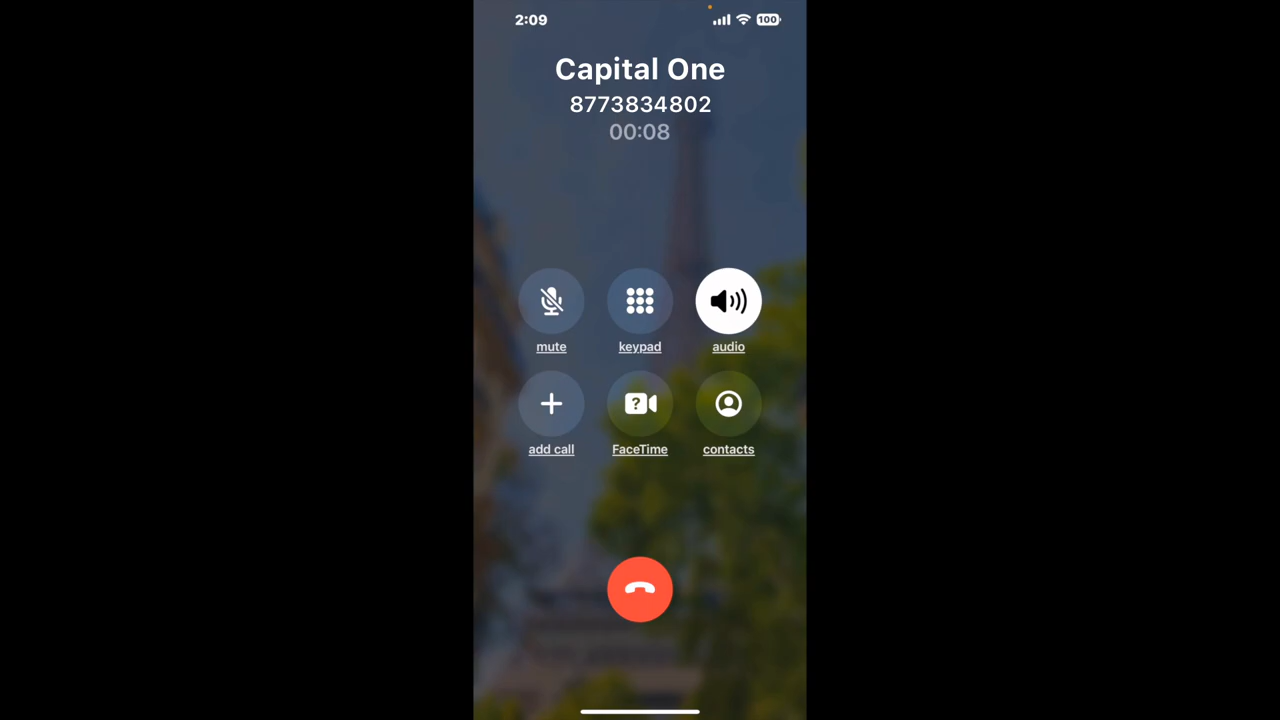 2:09
100
Capital One
8773834802
00:08
mute
keypad
audio
add call
?
FaceTime
contacts